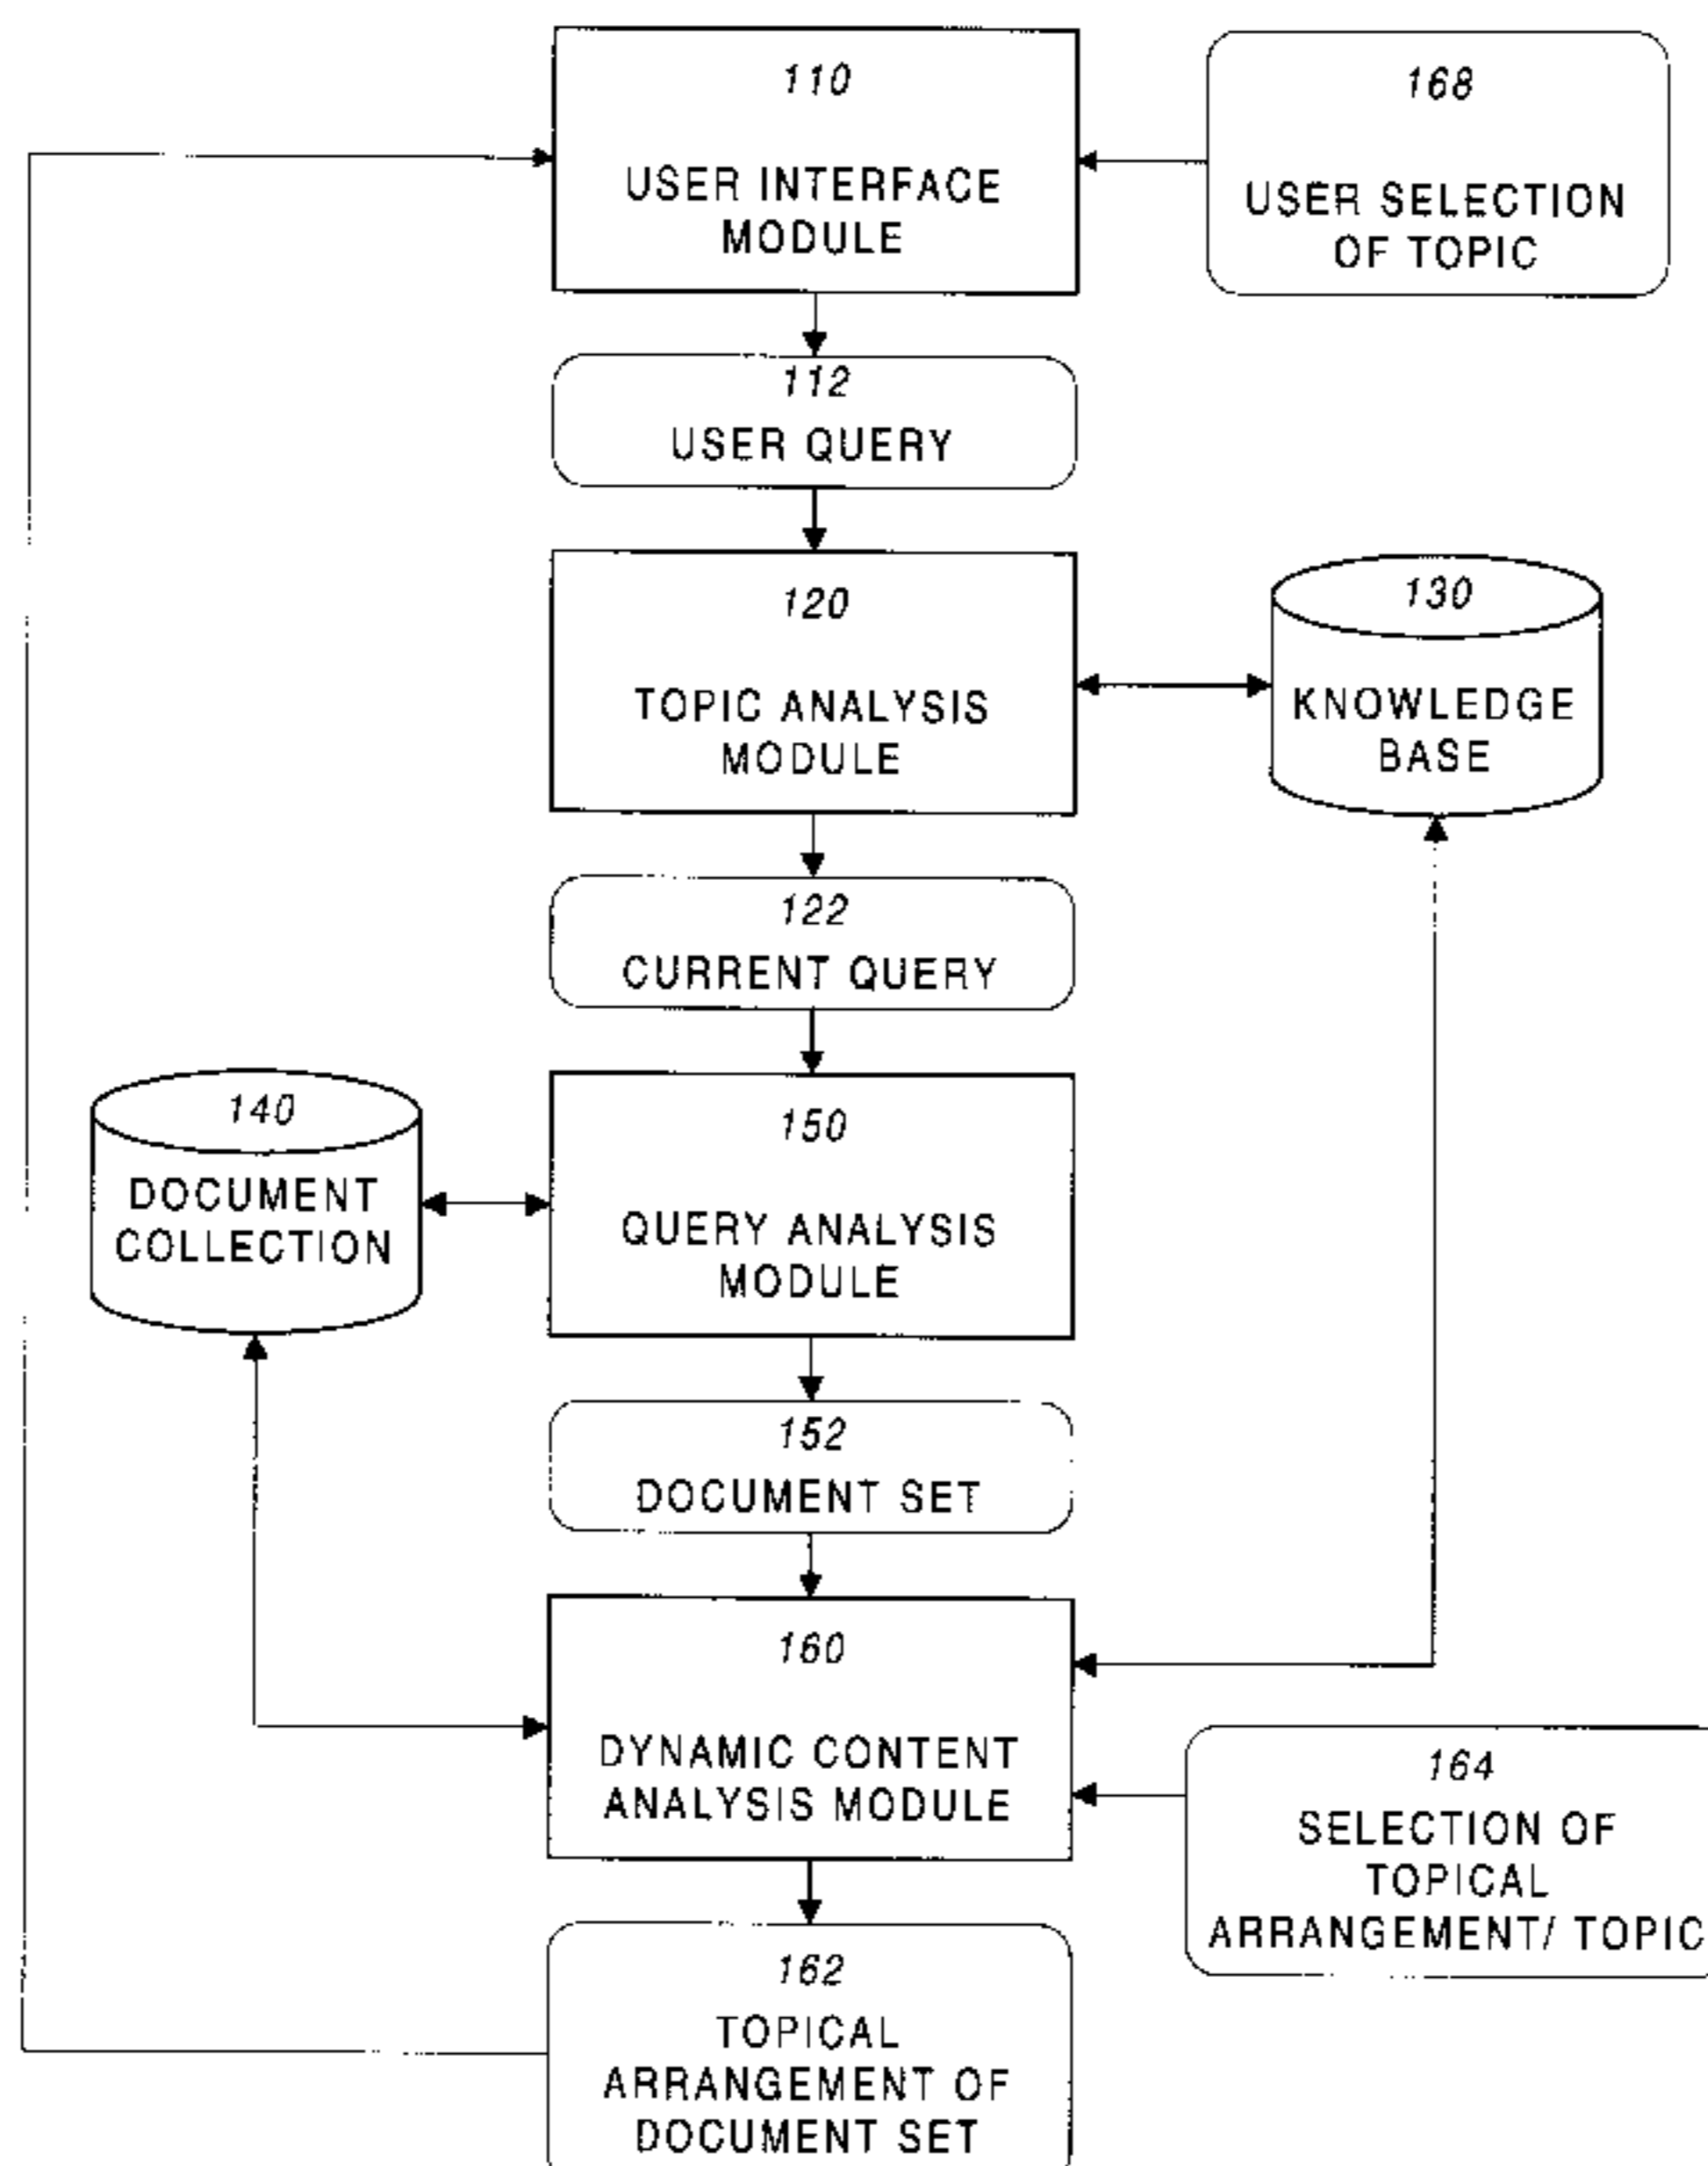 110
USER INTERFACE
MODULE
168
USER SELECTION
OF TOPIC
112
USER QUERY
120
TOPIC ANALYSIS
MODULE
130
KNOWLEDGE
BASE
122
CURRENT QUERY
140
DOCUMENT
COLLECTION
150
QUERY ANALYSIS
MODULE
152
DOCUMENT SET
160
DYNAMIC CONTENT
ANALYSIS MODULE
164
SELECTION OF
TOPICAL
ARRANGEMENT/ TOPIC
162
TOPICAL
ARRANGEMENT OF
DOCUMENT SET